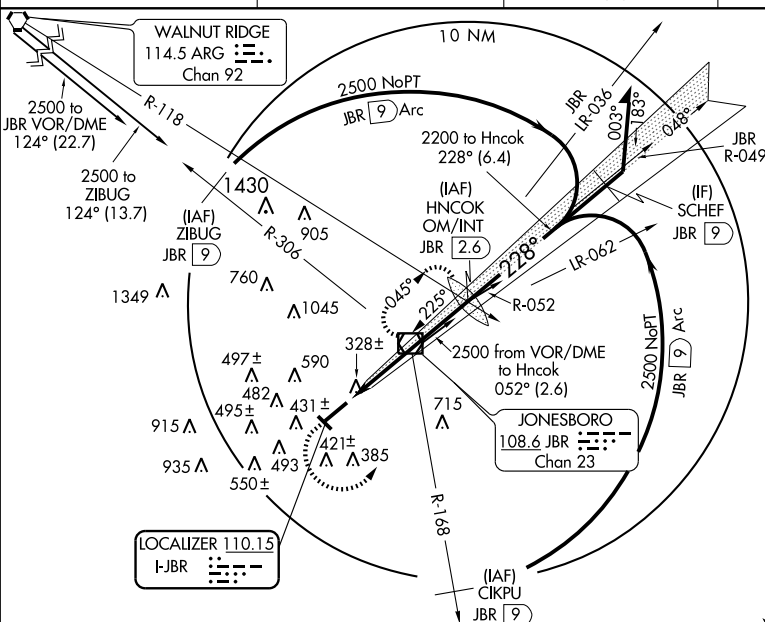 WALNUT RIDGE
114.5 ARG
Chan 92
10 NM
2500 NoPT
JBR 9 Arc
JBR
LR-036
003°
183°
048°
JBR
R-049
2500 to
JBR VOR/DME
124° (22.7)
R-118
2500 to
ZIBUG
124° (13.7)
2200 to Hncok
228° (6.4)
(IAF)
HNCOK
OM/INT
JBR 2.6
(IF)
SCHEF
JBR 9
(IAF)
ZIBUG
JBR 9
1430
905
R-306
228°
LR-062
760
1349
1045
045°
225°
R-052
328±
2500 from VOR/DME
to Hncok
052° (2.6)
2500 NoPT
JBR 9 Arc
497±
590
482
431±
495±
915
715
JONESBORO
108.6 JBR
Chan 23
421±
385
935
493
550±
R-168
LOCALIZER 110.15
I-JBR
(IAF)
CIKPU
JBR 9